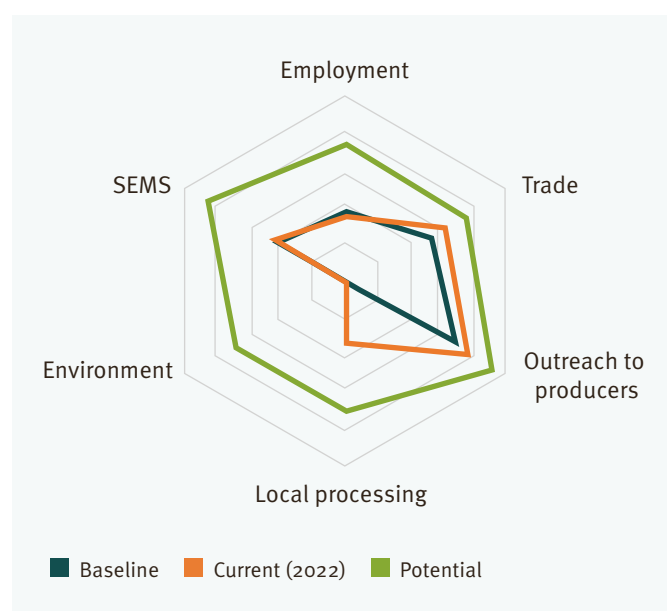 Employment
SEMS
Trade
Environment
Outreach to
producers
Local processing
Baseline
Current (2022)
Potential